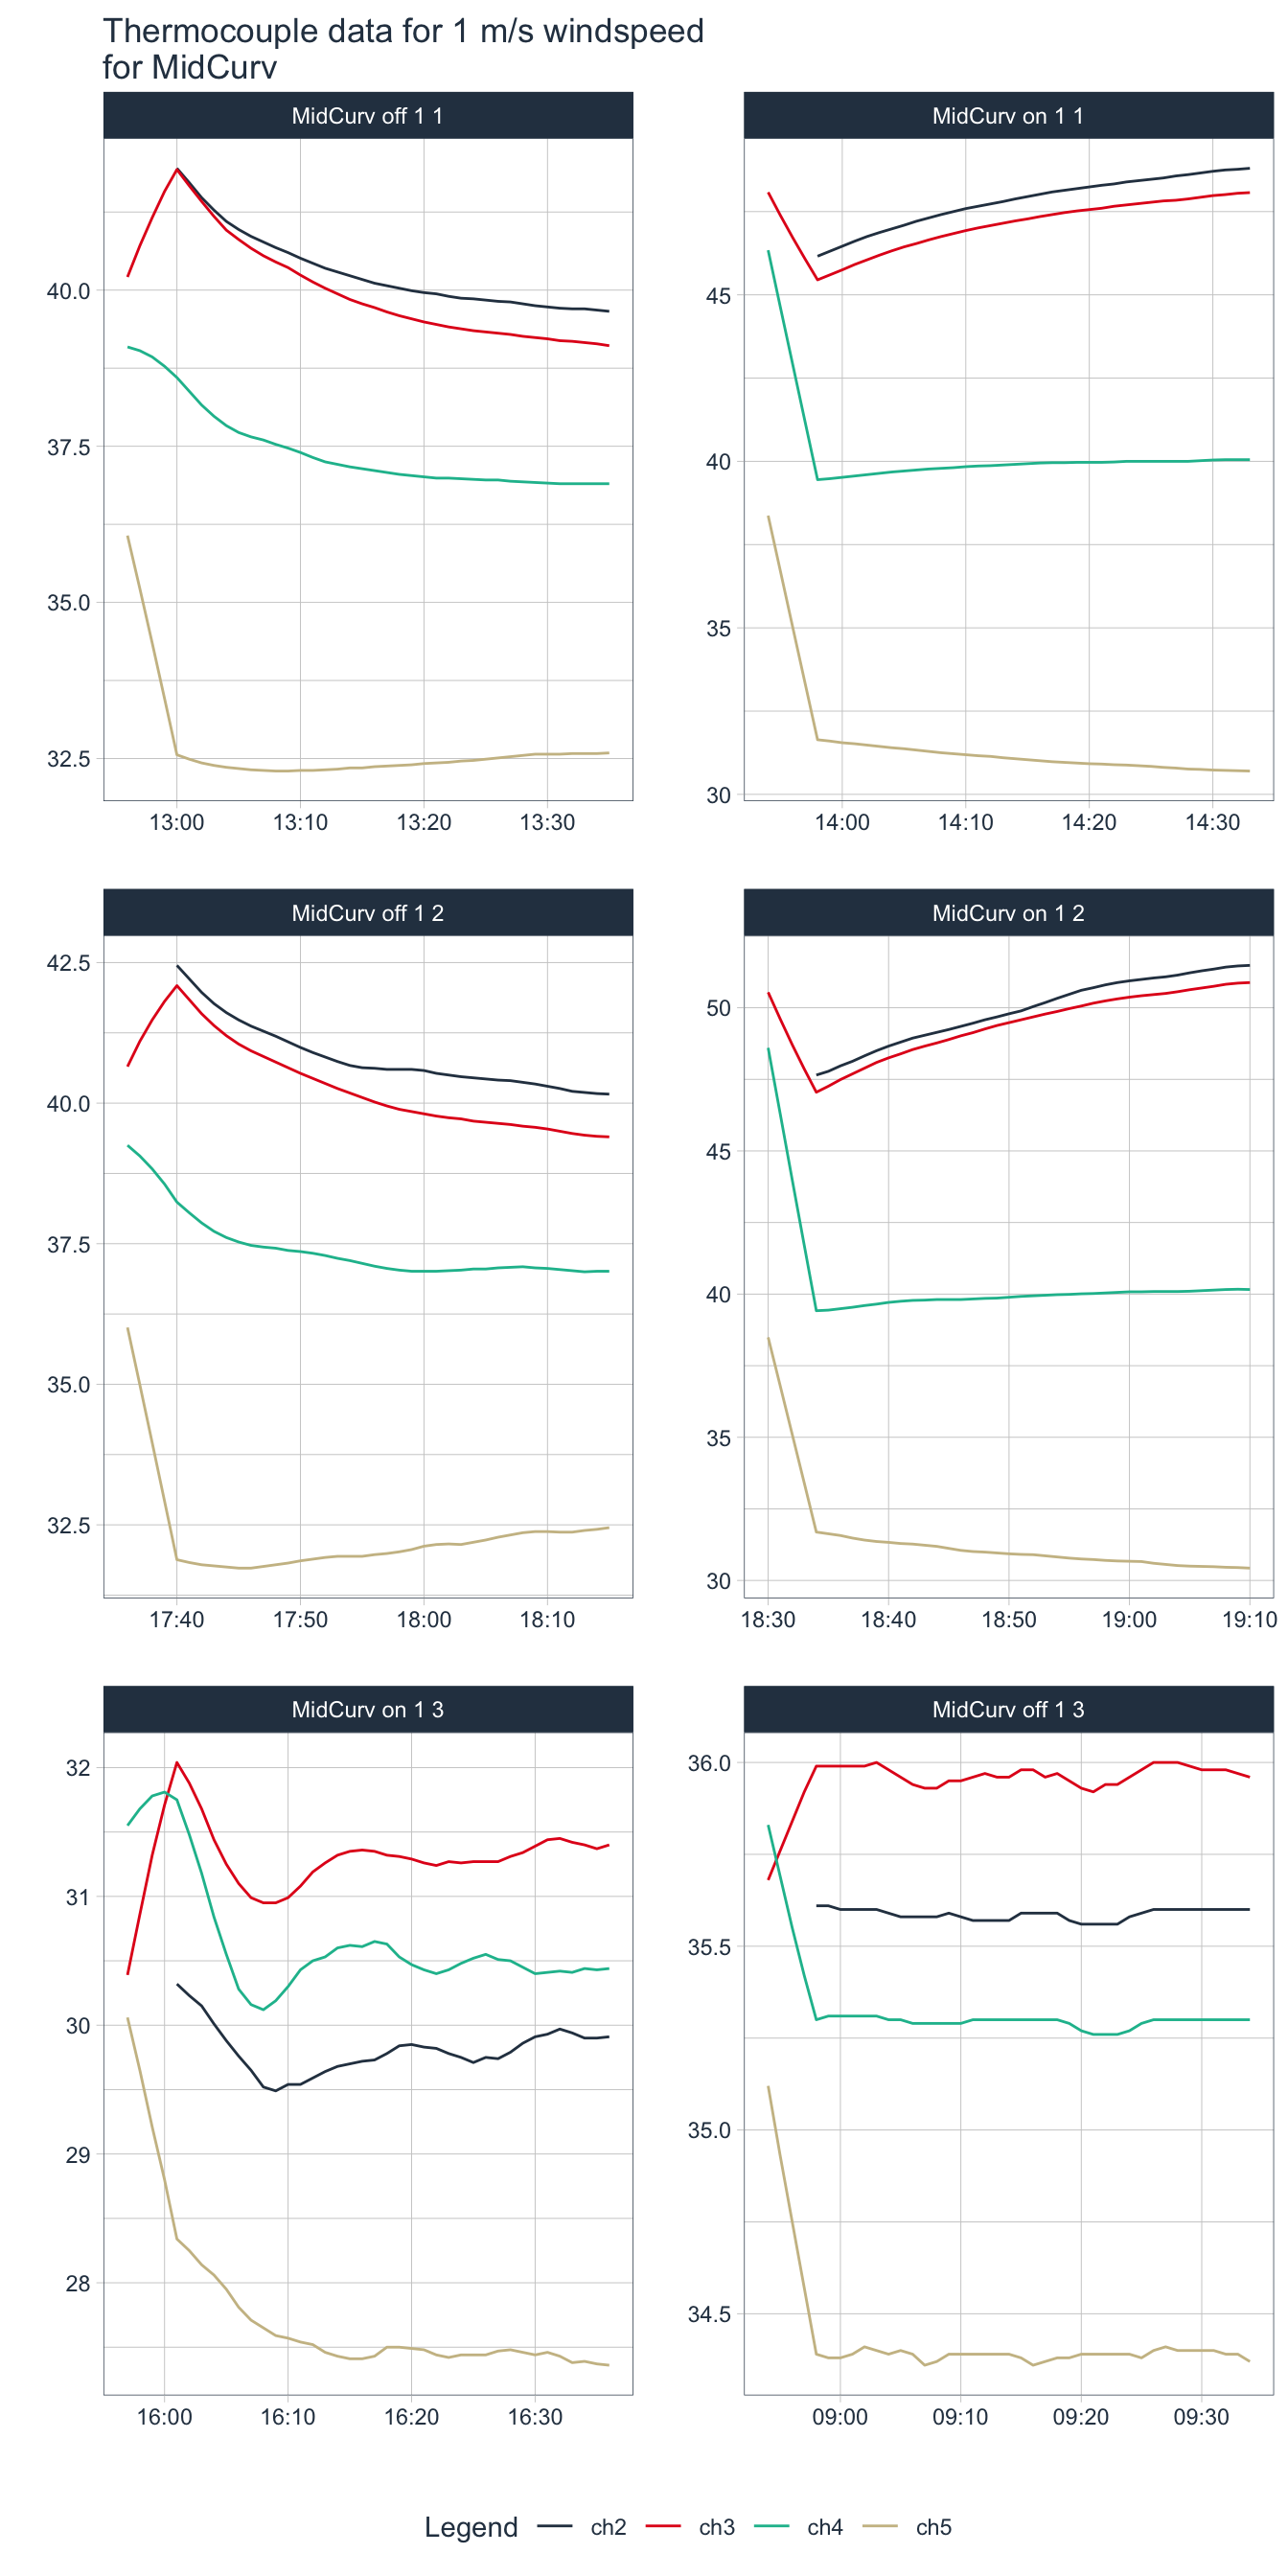 Thermocouple data for 1 m/s windspeed
for MidCurv
MidCurv off 1 1
40.0
37.5
35.0
32.5
13:00 13:10 13:20 13:30
MidCurv on 1 1
45
40
35
30
14:00 14:10 14:20 14:30
MidCurv off 1 2
42.5
40.0
37.5
35.0
32.5
17:40 17:50 18:00 18:10
MidCurv on 1 2
50
45
40
35
30
18:30 18:40 18:50 19:00 19:10
MidCurv on 1 3
32
31
30
29
28
16:00 16:10 16:20 16:30
MidCurv off 1 3
36.0
35.5
35.0
34.5
09:00 09:10 09:20 09:30
Legend ch2 ch3 ch4 ch5